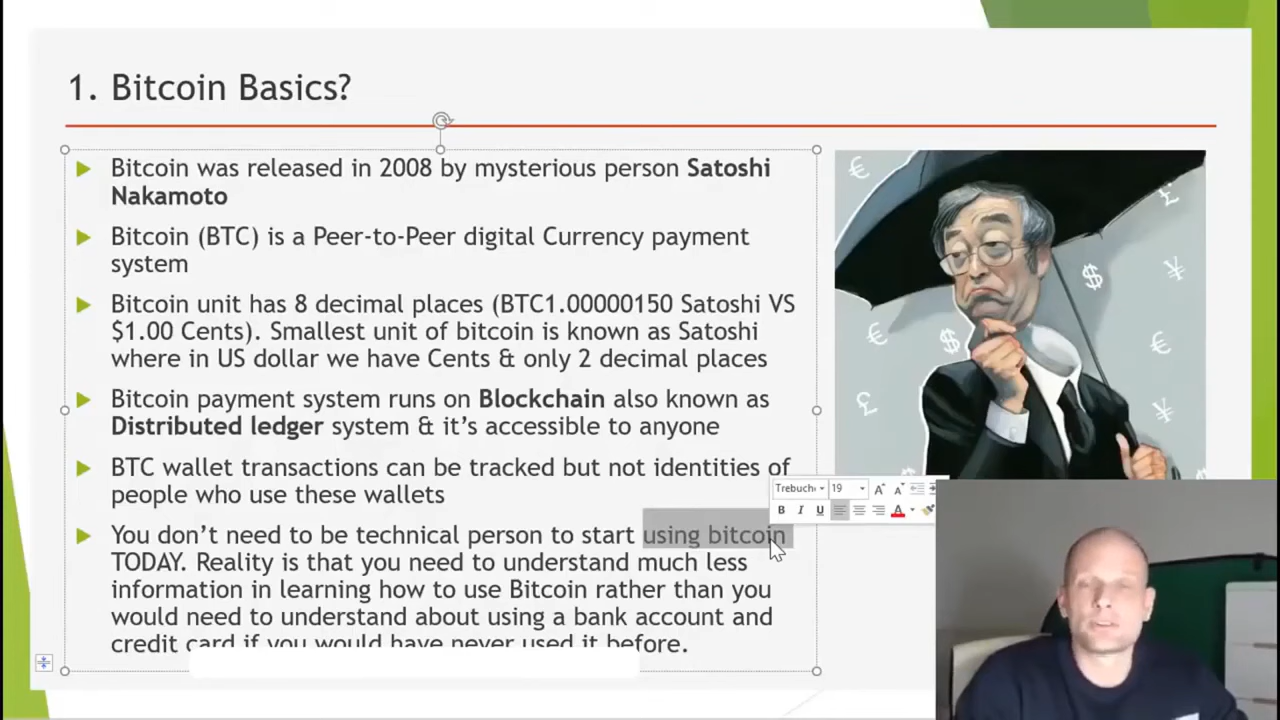 1. Bitcoin Basics?
Bitcoin was released in 2008 by mysterious person Satoshi
Nakamoto
Bitcoin (BTC) is a Peer-to-Peer digital Currency payment
system
Bitcoin unit has 8 decimal places (BTC1.00000150 Satoshi VS
$1.00 Cents). Smallest unit of bitcoin is known as Satoshi
where in US dollar we have Cents & only 2 decimal places
Bitcoin payment system runs on Blockchain also known as
Distributed ledger system & it's accessible to anyone
BTC wallet transactions can be tracked but not identities of
people who use these wallets
Trebuch 19 A A
B I U A
You don't need to be technical person to start using bitcoin
TODAY. Reality is that you need to understand much less
information in learning how to use Bitcoin rather than you
would need to understand about using a bank account and
credit card if you would have never used it before.